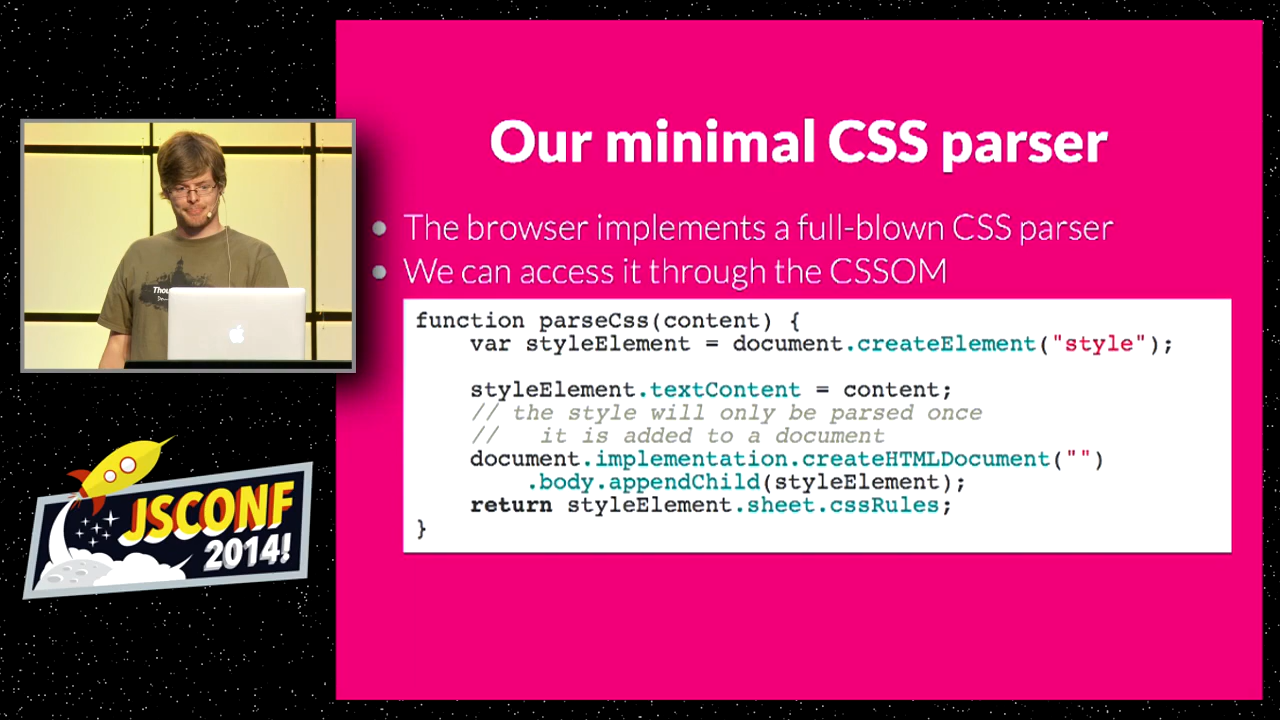 Our minimal CSS parser
• The browser implements a full-blown CSS parser
• We can access it through the CSSOM
function parseCss(content) {
    var styleElement = document.createElement("style");

    styleElement.textContent = content;
    // the style will only be parsed once
    //   it is added to a document
    document.implementation.createHTMLDocument("")
        .body.appendChild(styleElement);
    return styleElement.sheet.cssRules;
}
JSCONF
2014!